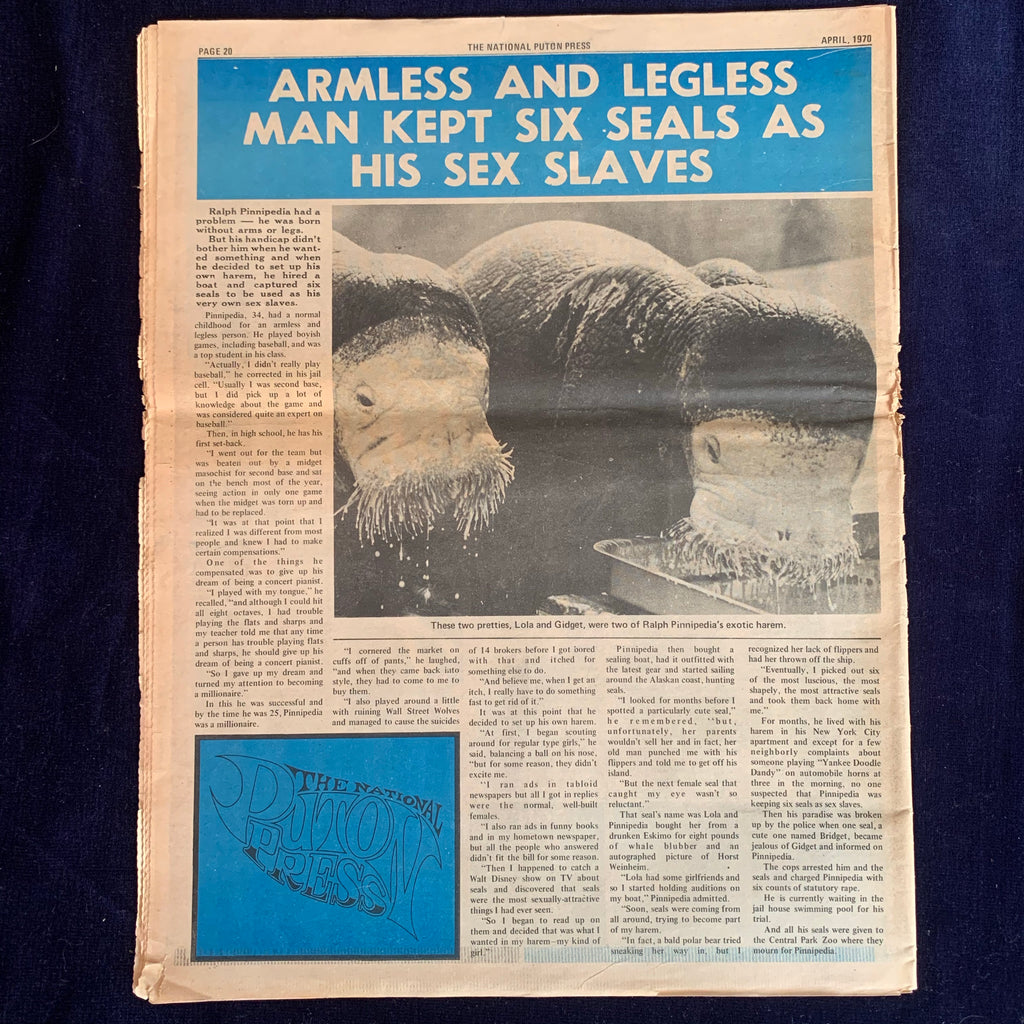 PAGE 20
THE NATIONAL PUTON PRESS
APRIL, 1970
ARMLESS AND LEGLESS
MAN KEPT SIX SEALS AS
HIS SEX SLAVES
Ralph Pinnipedia had a
problem — he was born
without arms or legs.
But his handicap didn't
bother him when he want-
ed something and when
he decided to set up his
own harem, he hired a
boat and captured six
seals to be used as his
very own sex slaves.
Pinnipedia, 34, had a normal
childhood for an armless and
legless person. He played boyish
games, including baseball, and was
a top student in his class.
"Actually, I didn't really play
baseball," he corrected in his jail
cell. "Usually I was second base,
but I did pick up a lot of
knowledge about the game and
was considered quite an expert on
baseball."
Then, in high school, he has his
first set-back.
"I went out for the team but
was beaten out by a midget
masochist for second base and sat
on the bench most of the year,
seeing action in only one game
when the midget was torn up and
had to be replaced.
"It was at that point that I
realized I was different from most
people and knew I had to make
certain compensations."
One of the things he
compensated was to give up his
dream of being a concert pianist.
"I played with my tongue," he
recalled, "and although I could hit
all eight octaves, I had trouble
playing the flats and sharps and
my teacher told me that any time
a person has trouble playing flats
and sharps, he should give up his
dream of being a concert pianist.
"So I gave up my dream and
turned my attention to becoming
a millionaire."
In this he was successful and
by the time he was 25, Pinnipedia
was a millionaire.
These two pretties, Lola and Gidget, were two of Ralph Pinnipedia's exotic harem.
"I cornered the market on
cuffs off of pants," he laughed,
"and when they came back into
style, they had to come to me to
buy them.
"I also played around a little
with ruining Wall Street Wolves
and managed to cause the suicides
of 14 brokers before I got bored
with that and itched for
something else to do.
"And believe me, when I get an
itch, I really have to do something
fast to get rid of it."
It was at this point that he
decided to set up his own harem.
"At first, I began scouting
around for regular type girls," he
said, balancing a ball on his nose,
"but for some reason, they didn't
excite me.
"I ran ads in tabloid
newspapers but all I got in replies
were the normal, well-built
females.
"I also ran ads in funny books
and in my hometown newspaper,
but all the people who answered
didn't fit the bill for some reason.
"Then I happened to catch a
Walt Disney show on TV about
seals and discovered that seals
were the most sexually-attractive
things I had ever seen.
"So I began to read up on
them and decided that was what I
wanted in my harem—my kind of
girl."
Pinnipedia then bought a
sealing boat, had it outfitted with
the latest gear and started sailing
around the Alaskan coast, hunting
seals.
"I looked for months before I
spotted a particularly cute seal,"
he remembered, "but,
unfortunately, her parents
wouldn't sell her and in fact, her
old man punched me with his
flippers and told me to get off his
island.
"But the next female seal that
caught my eye wasn't so
reluctant."
That seal's name was Lola and
Pinnipedia bought her from a
drunken Eskimo for eight pounds
of whale blubber and an
autographed picture of Horst
Weinheim.
"Lola had some girlfriends and
so I started holding auditions on
my boat," Pinnipedia admitted.
"Soon, seals were coming from
all around, trying to become part
of my harem.
"In fact, a bald polar bear tried
sneaking her way in, but I
recognized her lack of flippers and
had her thrown off the ship.
"Eventually, I picked out six
of the most luscious, the most
shapely, the most attractive seals
and took them back home with
me."
For months, he lived with his
harem in his New York City
apartment and except for a few
neighborly complaints about
someone playing "Yankee Doodle
Dandy" on automobile horns at
three in the morning, no one
suspected that Pinnipedia was
keeping six seals as sex slaves.
Then his paradise was broken
up by the police when one seal, a
cute one named Bridget, became
jealous of Gidget and informed on
Pinnipedia.
The cops arrested him and the
seals and charged Pinnipedia with
six counts of statutory rape.
He is currently waiting in the
jail house swimming pool for his
trial.
And all his seals were given to
the Central Park Zoo where they
mourn for Pinnipedia.
THE NATIONAL
PUTON
PRESS